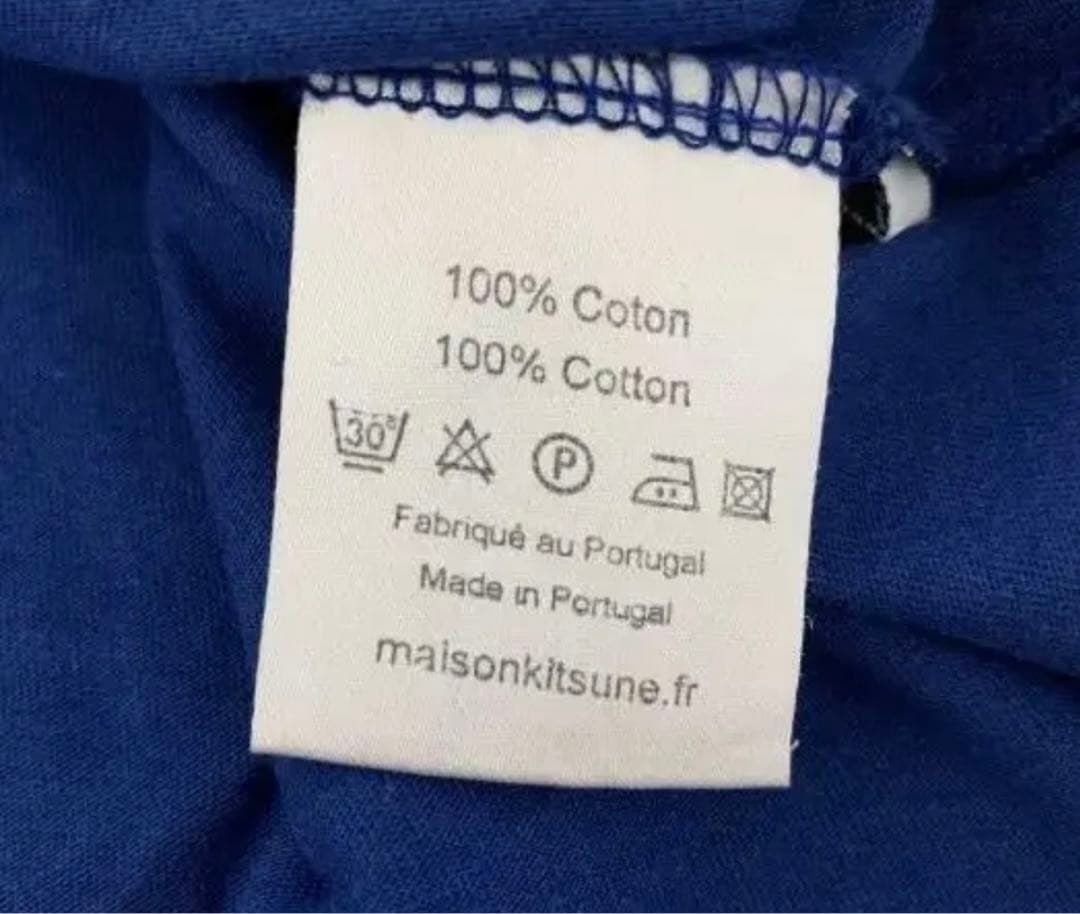 100% Coton
100% Cotton
30°
P
Fabriqué au Portugal
Made in Portugal
maisonkitsune.fr